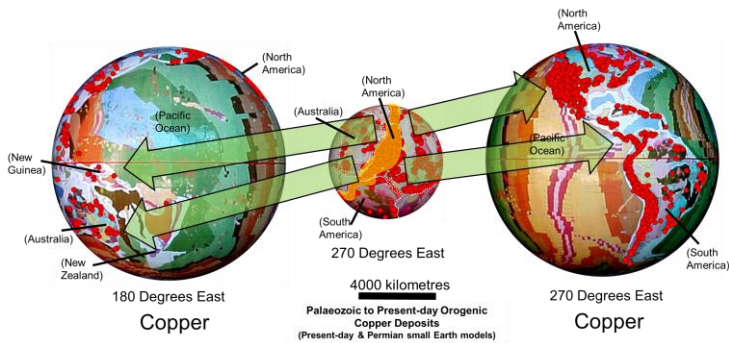 (North
America)
(Pacific
Ocean)
(New
Guinea)
(Australia)
(New
Zealand)
180 Degrees East
Copper
(North
America)
(Australia)
(South
America)
270 Degrees East
4000 kilometres
Palaeozoic to Present-day Orogenic
Copper Deposits
(Present-day & Permian small Earth models)
(North
America)
(Pacific
Ocean)
(South
America)
270 Degrees East
Copper